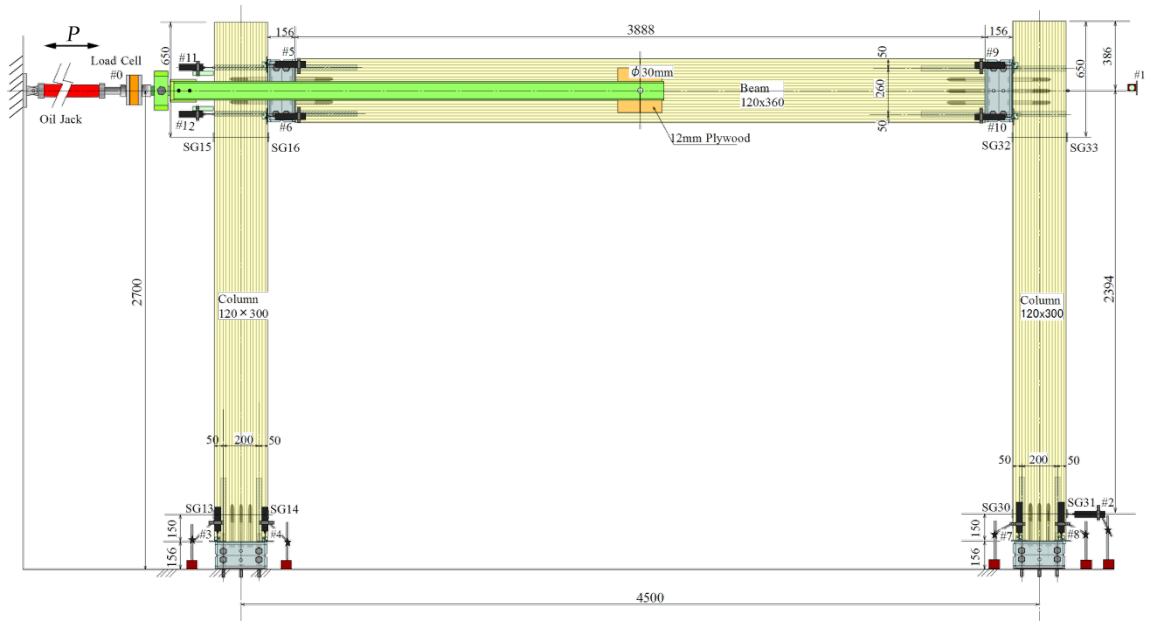 P
Load Cell
#0
Oil Jack
650
#11
#12
156
#5
#6
3888
156
#9
#10
50
260
50
650
386
#1
ϕ30mm
Beam
120x360
12mm Plywood
SG15
SG16
SG32
SG33
2700
Column
120×300
Column
120x300
2394
50
200
50
50
200
50
SG13
SG14
SG30
SG31
#2
150
#3
#4
150
#7
#8
156
156
4500